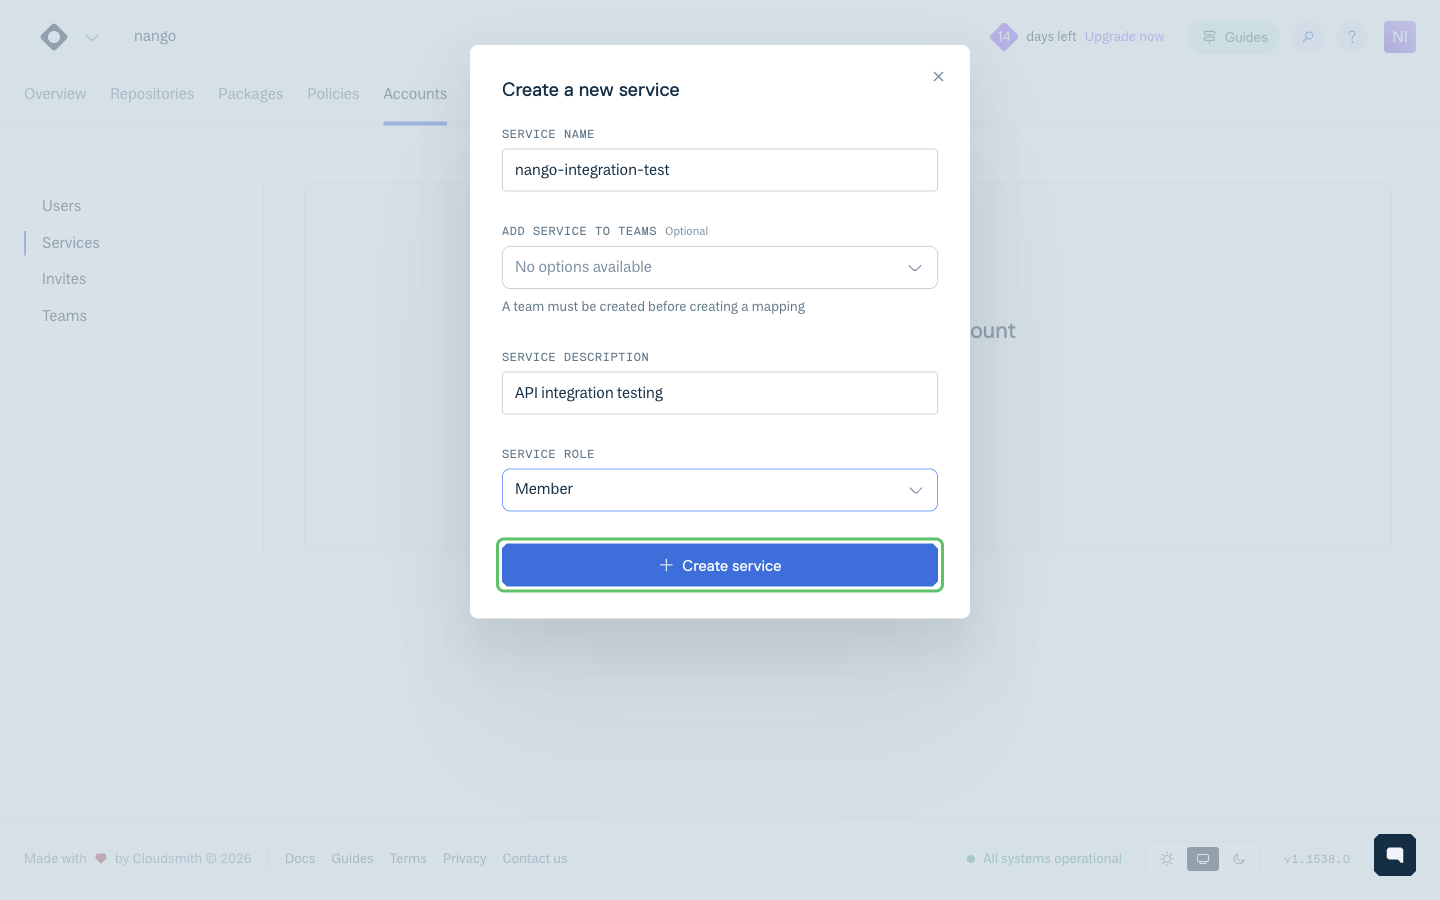 nango
14 days left Upgrade now
Guides
?
NI
Overview Repositories Packages Policies Accounts
Users
Services
Invites
Teams
ount
Create a new service
SERVICE NAME
nango-integration-test
ADD SERVICE TO TEAMS Optional
No options available
A team must be created before creating a mapping
SERVICE DESCRIPTION
API integration testing
SERVICE ROLE
Member
Create service
Made with by Cloudsmith © 2026 Docs Guides Terms Privacy Contact us
All systems operational
v1.1538.0